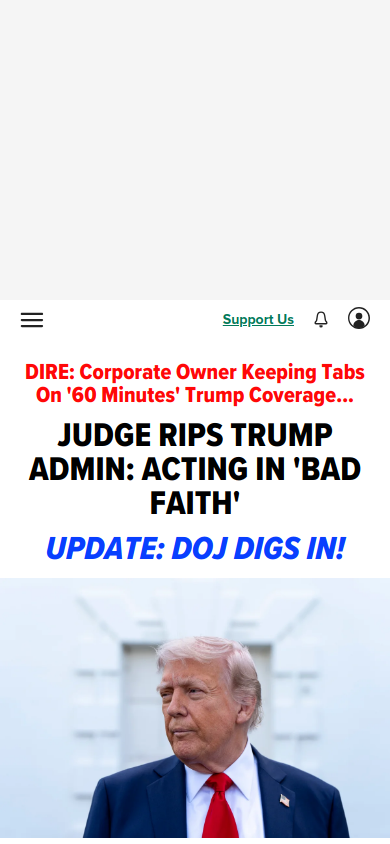 Support Us
DIRE: Corporate Owner Keeping Tabs
On '60 Minutes' Trump Coverage...
JUDGE RIPS TRUMP
ADMIN: ACTING IN 'BAD
FAITH'
UPDATE: DOJ DIGS IN!